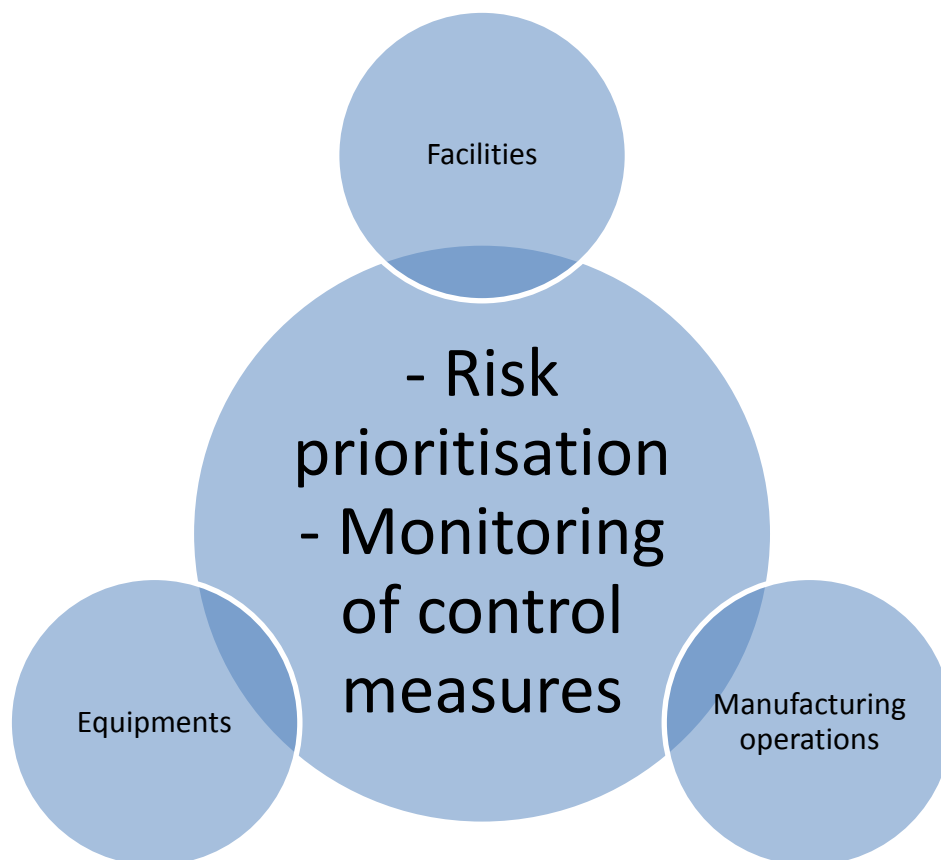 Facilities
- Risk
prioritisation
- Monitoring
of control
measures
Equipments
Manufacturing
operations